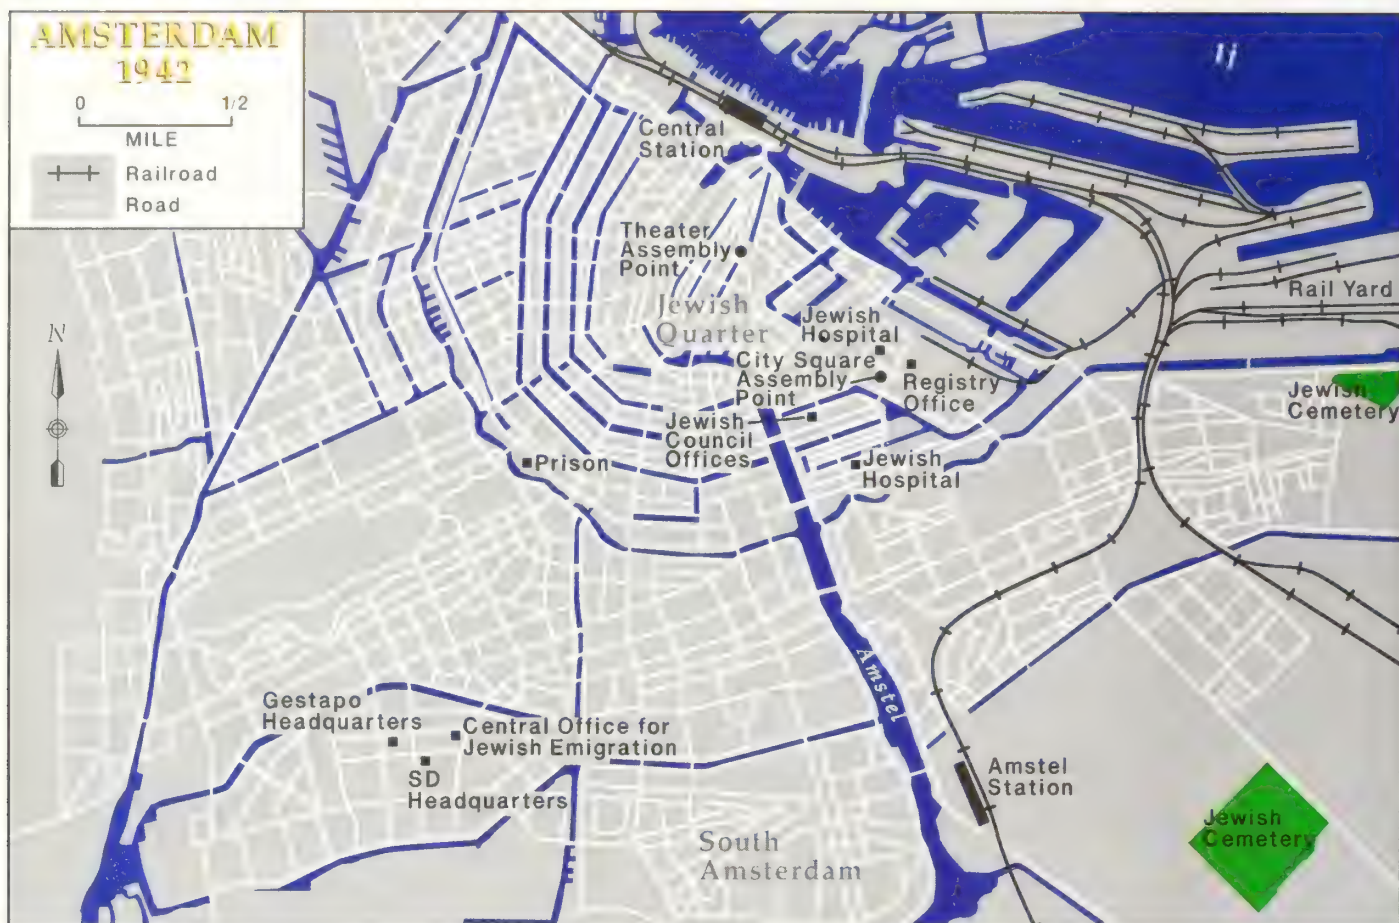 AMSTERDAM
1942
0 1/2
MILE
Railroad
Road
Ij
Central
Station
Theater
Assembly
Point
Jewish
Quarter
Jewish
Hospital
City Square
Assembly
Point
Registry
Office
Rail Yard
Jewish
Cemetery
Jewish
Council
Offices
Jewish
Hospital
Prison
N
Amstel
Gestapo
Headquarters
Central Office for
Jewish Emigration
SD
Headquarters
Amstel
Station
South
Amsterdam
Jewish
Cemetery